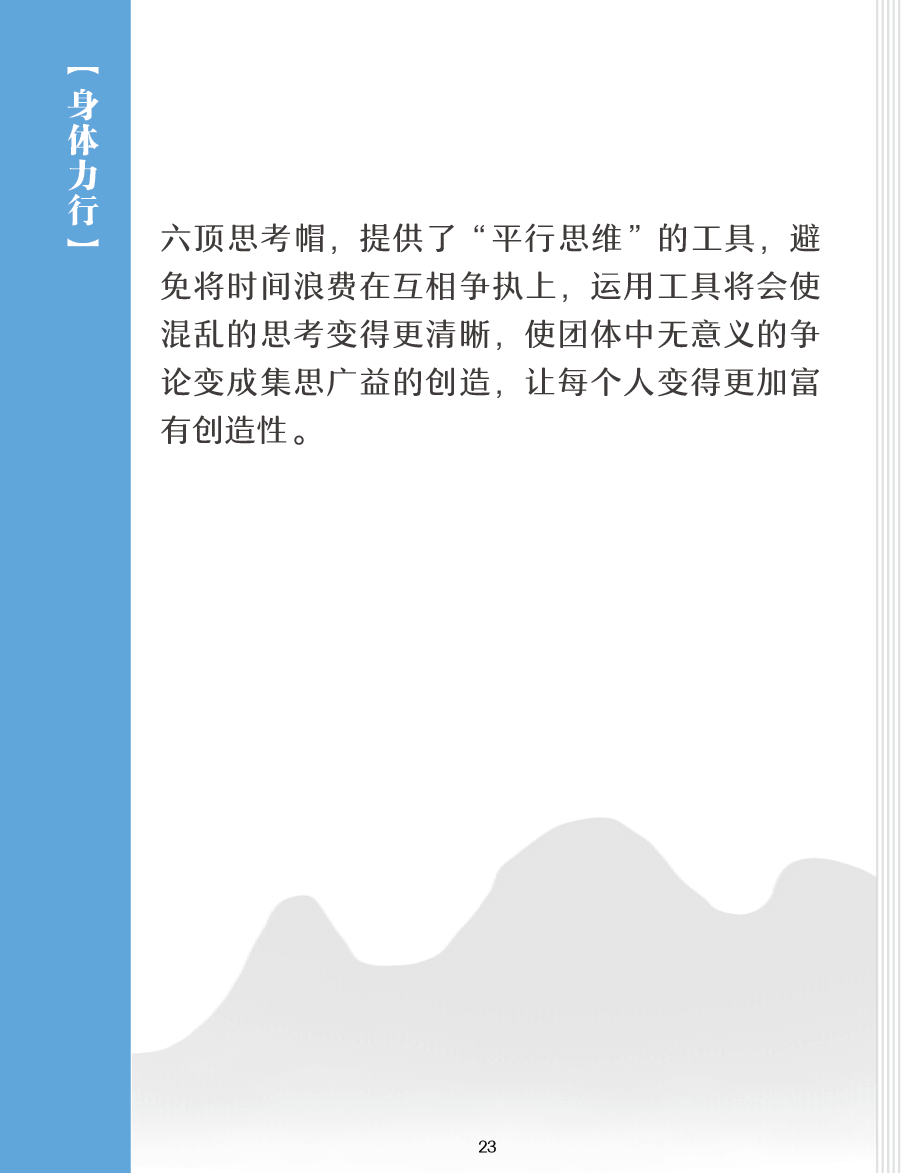 【身体力行】
六顶思考帽，提供了“平行思维”的工具，避
免将时间浪费在互相争执上，运用工具将会使
混乱的思考变得更清晰，使团体中无意义的争
论变成集思广益的创造，让每个人变得更加富
有创造性。
23